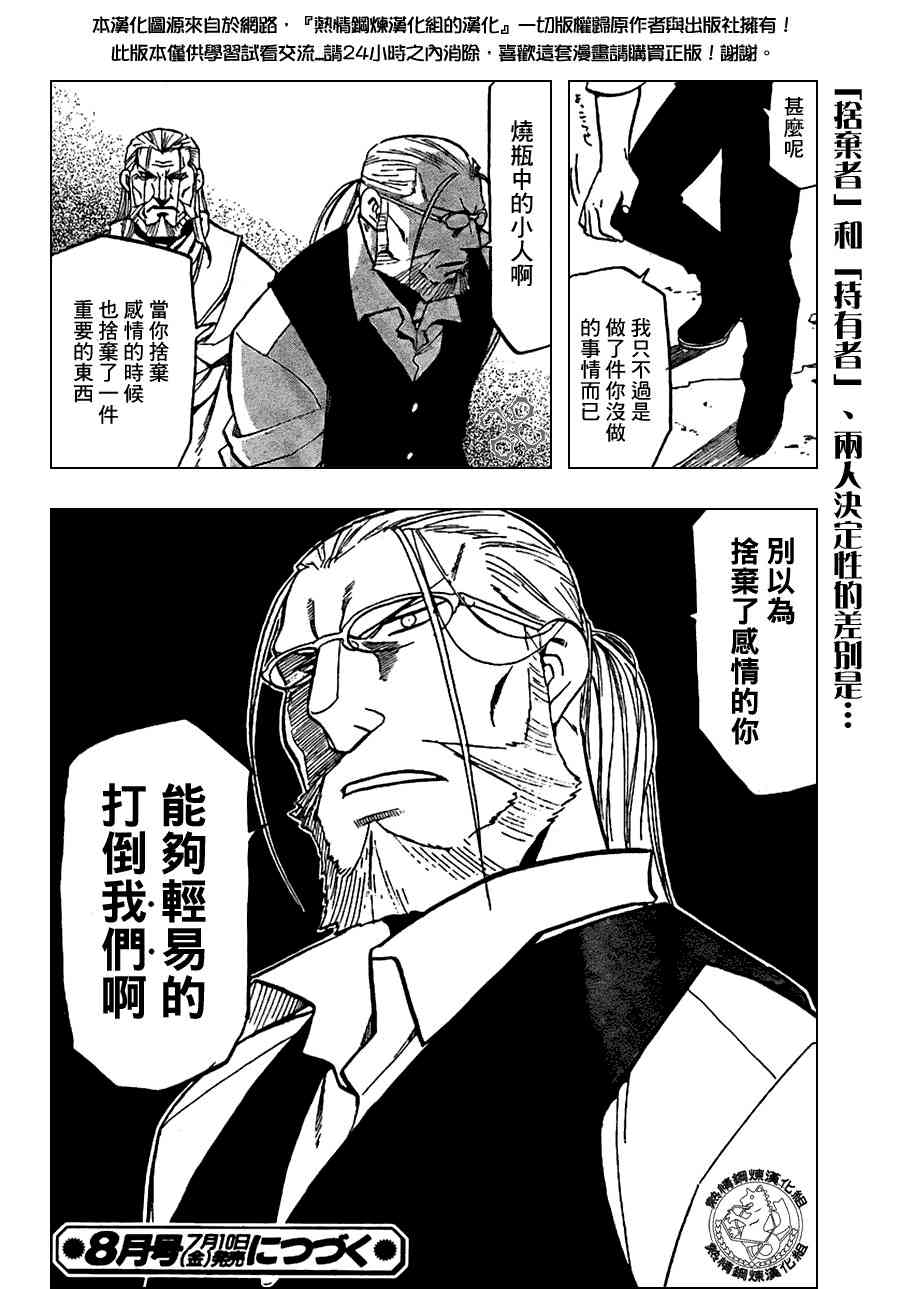 本漢化圖源來自於網路，『熱情鋼煉漢化組的漢化』一切版權歸原作者與出版社擁有！
此版本僅供學習試看交流…請24小時之內消除，喜歡這套漫畫請購買正版！謝謝。
「捨棄者」和「持有者」、兩人決定性的差別是…
甚麼呢
我只不過是
做了件你沒做
的事情而已
燒瓶中的小人啊
當你捨棄
感情的時候
也捨棄了一件
重要的東西
別以為
捨棄了感情的你
能夠輕易的
打倒我們啊
8月号7月10日(金)発売につづく
熱情鋼煉漢化組
熱情鋼煉漢化組